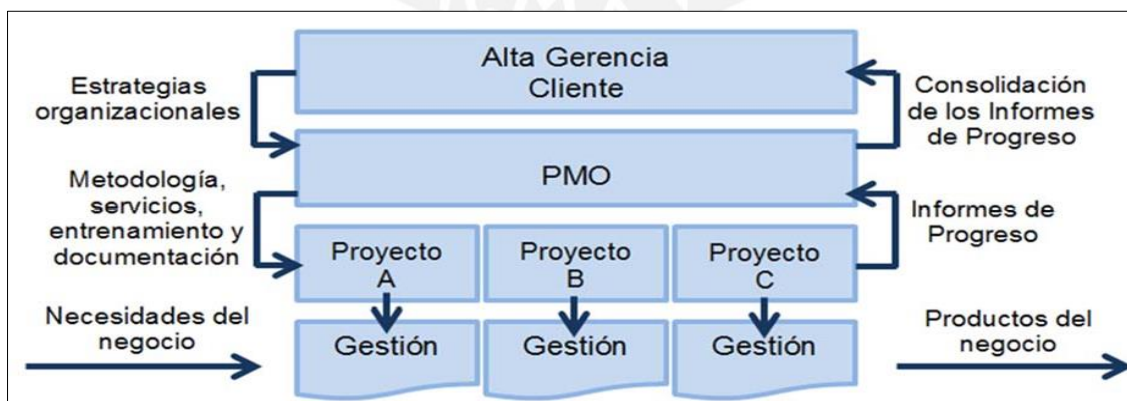 Alta Gerencia
Cliente
Estrategias
organizacionales
Consolidación
de los Informes
de Progreso
PMO
Metodología,
servicios,
entrenamiento y
documentación
Informes de
Progreso
Proyecto
A
Proyecto
B
Proyecto
C
Necesidades del
negocio
Gestión
Gestión
Gestión
Productos del
negocio